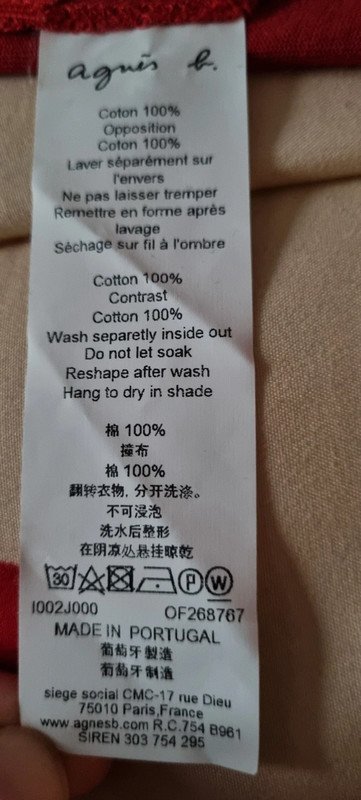 agnès b.
Coton 100%
Opposition
Coton 100%
Laver séparément sur
l'envers
Ne pas laisser tremper
Remettre en forme après
lavage
Séchage sur fil à l'ombre
Cotton 100%
Contrast
Cotton 100%
Wash separetly inside out
Do not let soak
Reshape after wash
Hang to dry in shade
棉 100%
撞布
棉 100%
翻转衣物, 分开洗涤。
不可浸泡
洗水后整形
在阴凉处悬挂晾乾
30 P W
I002J000 OF268767
MADE IN PORTUGAL
葡萄牙製造
葡萄牙制造
siege social CMC-17 rue Dieu
75010 Paris,France
www.agnesb.com R.C.754 B961
SIREN 303 754 295